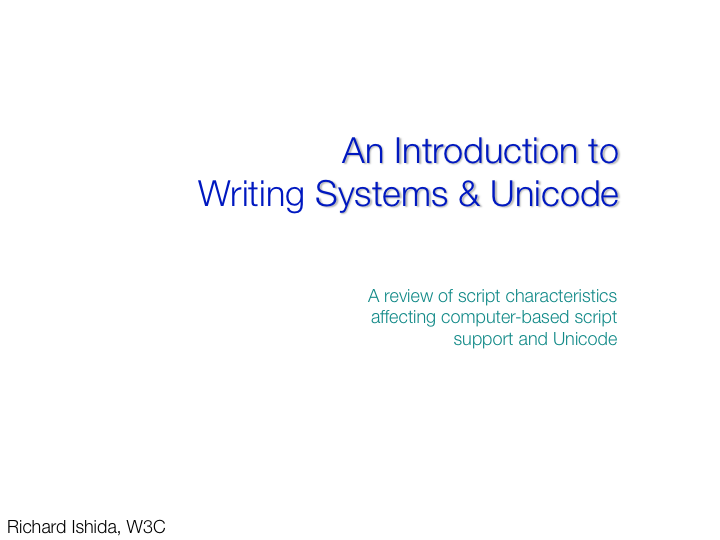 An Introduction to
Writing Systems & Unicode
A review of script characteristics
affecting computer-based script
support and Unicode
Richard Ishida, W3C